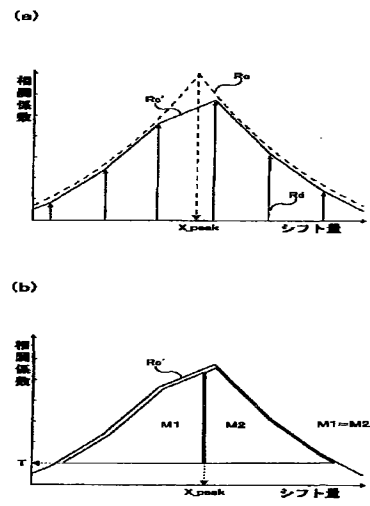 (a)
相関係数
Ro
Ro'
Rd
X_peak
シフト量
(b)
相関係数
Ro'
M1
M2
M1=M2
T
X_peak
シフト量